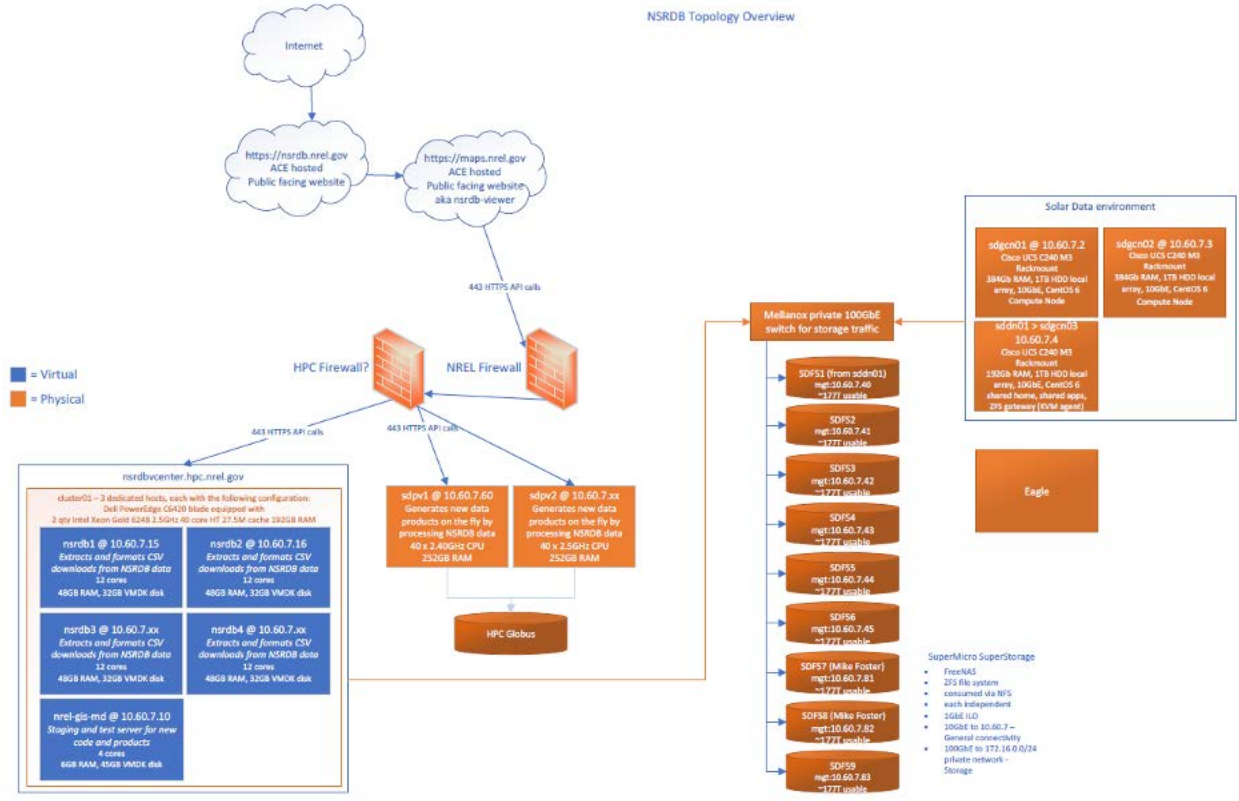 NSRDB Topology Overview
Internet
https://nsrdb.nrel.gov
ACE hosted
Public facing website
https://maps.nrel.gov
ACE hosted
Public facing website
aka nsrdb-viewer
443 HTTPS API calls
HPC Firewall?
NREL Firewall
= Virtual
= Physical
443 HTTPS API calls
443 HTTPS API calls
nsrdbvcenter.hpc.nrel.gov
cluster01 – 3 dedicated hosts, each with the following configuration:
Dell PowerEdge C6420 blade equipped with
2 qty Intel Xeon Gold 6248 2.5GHz 40 core HT 27.5M cache 192GB RAM
nsrdb1 @ 10.60.7.15
Extracts and formats CSV
downloads from NSRDB data
12 cores
48GB RAM, 32GB VMDK disk
nsrdb2 @ 10.60.7.16
Extracts and formats CSV
downloads from NSRDB data
12 cores
48GB RAM, 32GB VMDK disk
nsrdb3 @ 10.60.7.xx
Extracts and formats CSV
downloads from NSRDB data
12 cores
48GB RAM, 32GB VMDK disk
nsrdb4 @ 10.60.7.xx
Extracts and formats CSV
downloads from NSRDB data
12 cores
48GB RAM, 32GB VMDK disk
nrel-gis-md @ 10.60.7.10
Staging and test server for new
code and products
4 cores
6GB RAM, 45GB VMDK disk
sdpv1 @ 10.60.7.60
Generates new data
products on the fly by
processing NSRDB data
40 x 2.40GHz CPU
252GB RAM
sdpv2 @ 10.60.7.xx
Generates new data
products on the fly by
processing NSRDB data
40 x 2.5GHz CPU
252GB RAM
HPC Globus
Mellanox private 100GbE
switch for storage traffic
SDFS1 (from sddn01)
mgt:10.60.7.40
~177T usable
SDFS2
mgt:10.60.7.41
~177T usable
SDFS3
mgt:10.60.7.42
~177T usable
SDFS4
mgt:10.60.7.43
~177T usable
SDFS5
mgt:10.60.7.44
~177T usable
SDFS6
mgt:10.60.7.45
~177T usable
SDFS7 (Mike Foster)
mgt:10.60.7.81
~177T usable
SDFS8 (Mike Foster)
mgt:10.60.7.82
~177T usable
SDFS9
mgt:10.60.7.83
~177T usable
Solar Data environment
sdgcn01 @ 10.60.7.2
Cisco UCS C240 M3
Rackmount
384Gb RAM, 1TB HDD local
array, 10GbE, CentOS 6
Compute Node
sdgcn02 @ 10.60.7.3
Cisco UCS C240 M3
Rackmount
384Gb RAM, 1TB HDD local
array, 10GbE, CentOS 6
Compute Node
sddn01 > sdgcn03
10.60.7.4
Cisco UCS C240 M3
Rackmount
192Gb RAM, 1TB HDD local
array, 10GbE, CentOS 6
shared home, shared apps,
ZFS gateway (KVM agent)
Eagle
SuperMicro SuperStorage
• FreeNAS
• ZFS file system
• consumed via NFS
• each independent
• 1GbE ILO
• 10GbE to 10.60.7 –
General connectivity
• 100GbE to 172.16.0.0/24
private network -
Storage